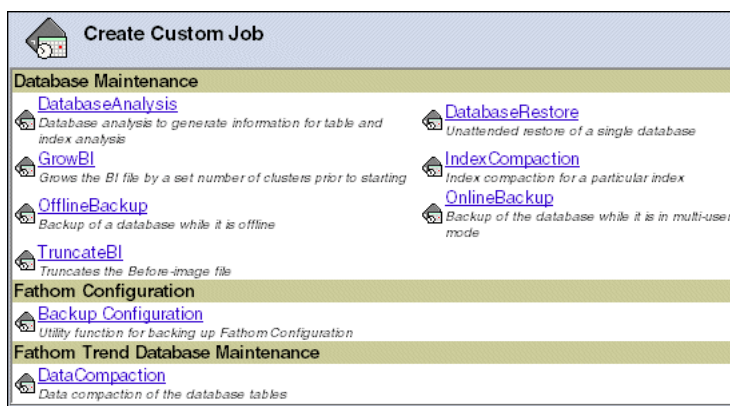 Create Custom Job
Database Maintenance
DatabaseAnalysis
Database analysis to generate information for table and
index analysis
DatabaseRestore
Unattended restore of a single database
GrowBI
Grows the BI file by a set number of clusters prior to starting
IndexCompaction
Index compaction for a particular index
OfflineBackup
Backup of a database while it is offline
OnlineBackup
Backup of the database while it is in multi-user
mode
TruncateBI
Truncates the Before-image file
Fathom Configuration
Backup Configuration
Utility function for backing up Fathom Configuration
Fathom Trend Database Maintenance
DataCompaction
Data compaction of the database tables